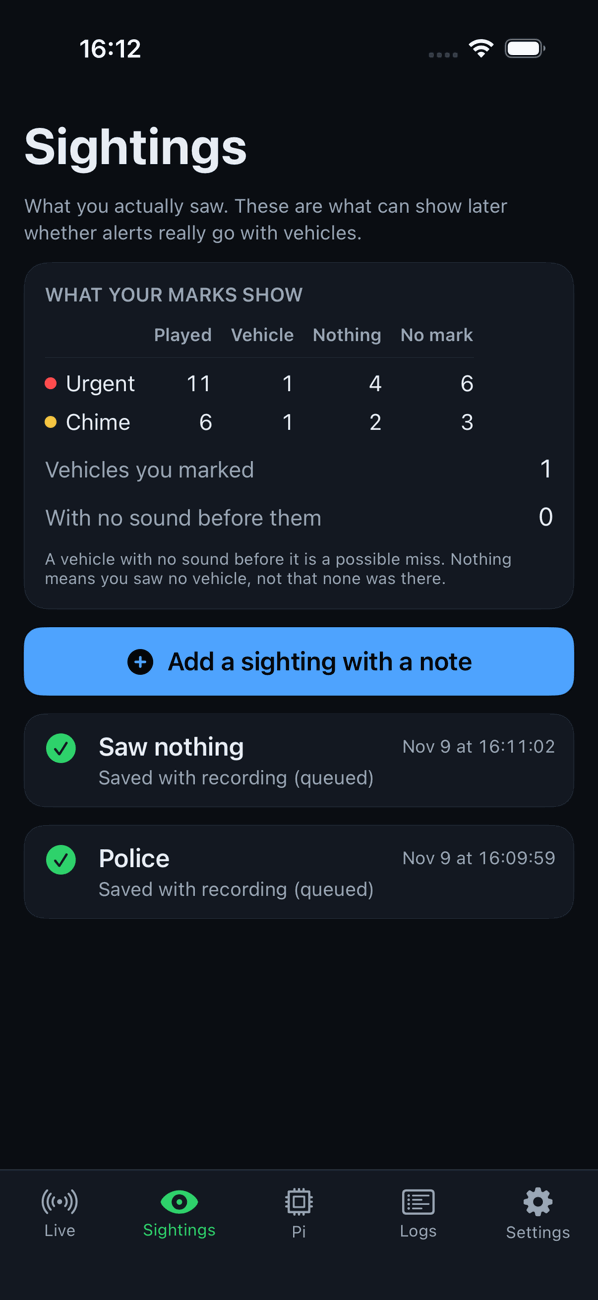 16:12
Sightings
What you actually saw. These are what can show later
whether alerts really go with vehicles.
WHAT YOUR MARKS SHOW
Played Vehicle Nothing No mark
Urgent 11 1 4 6
Chime 6 1 2 3
Vehicles you marked 1
With no sound before them 0
A vehicle with no sound before it is a possible miss. Nothing
means you saw no vehicle, not that none was there.
Add a sighting with a note
Saw nothing Nov 9 at 16:11:02
Saved with recording (queued)
Police Nov 9 at 16:09:59
Saved with recording (queued)
Live Sightings Pi Logs Settings